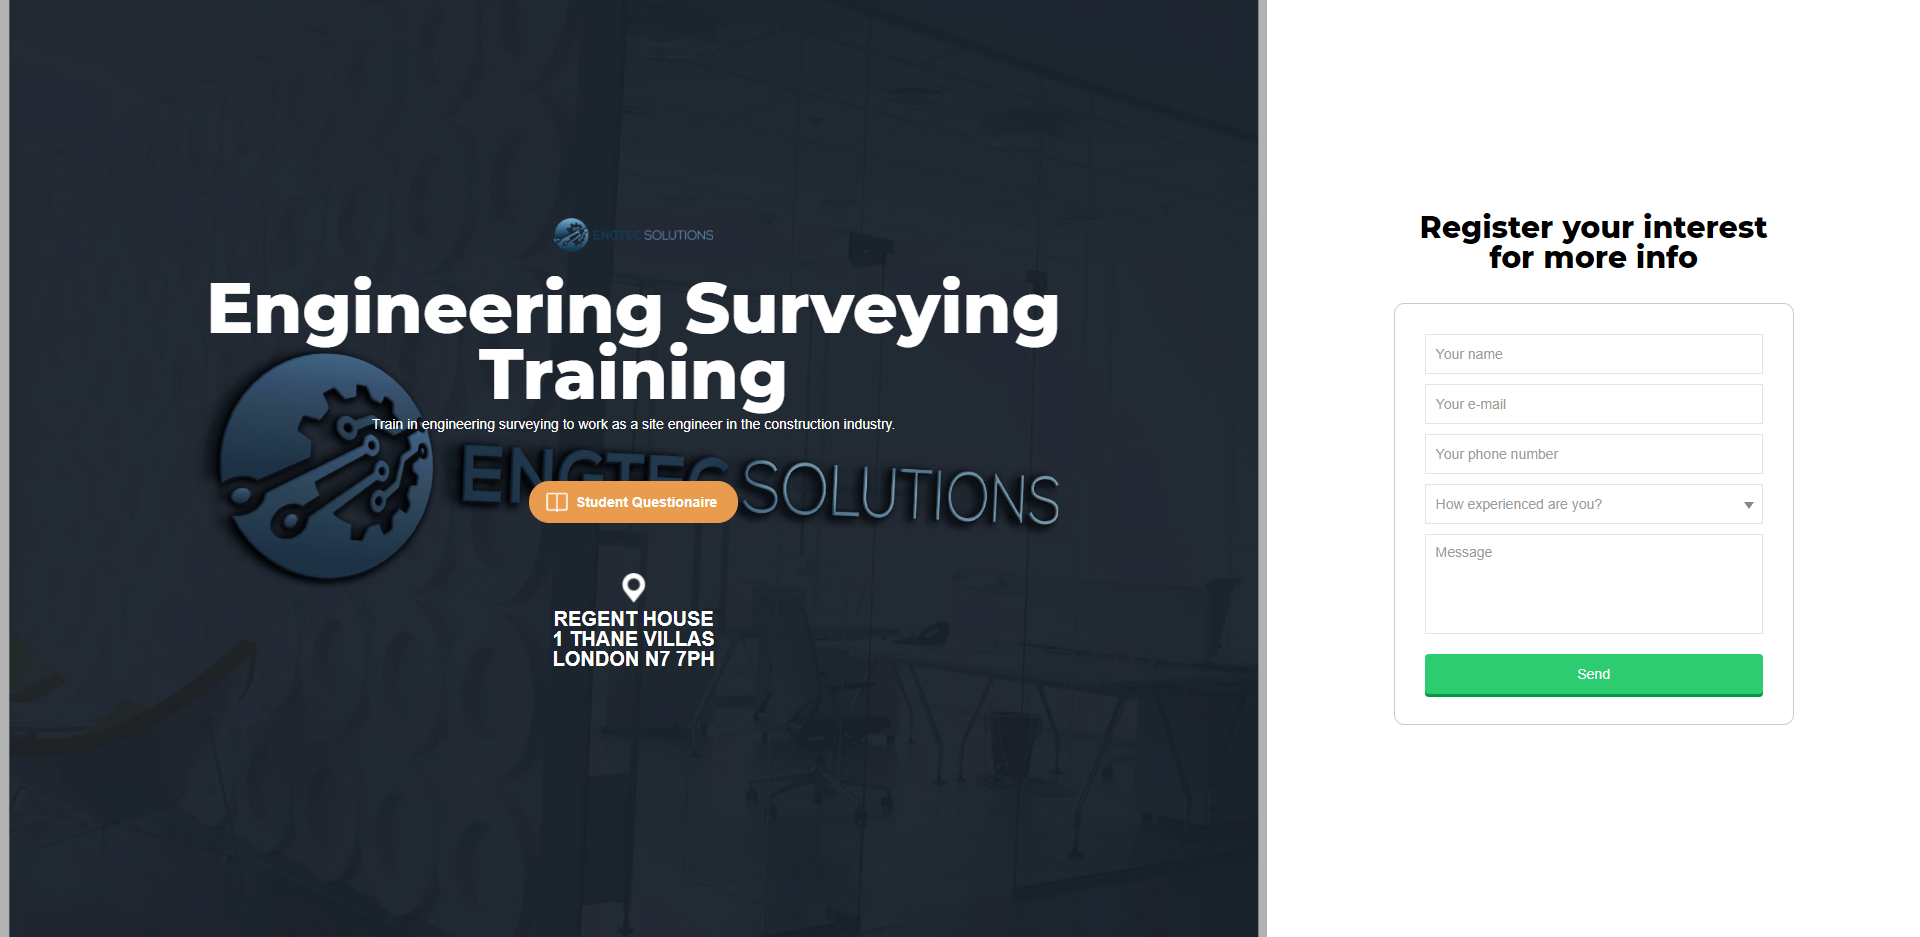 ENGTEC SOLUTIONS
Engineering Surveying
Training
Train in engineering surveying to work as a site engineer in the construction industry.
ENGTEC SOLUTIONS
Student Questionaire
REGENT HOUSE
1 THANE VILLAS
LONDON N7 7PH
Register your interest
for more info
Your name
Your e-mail
Your phone number
How experienced are you?
Message
Send